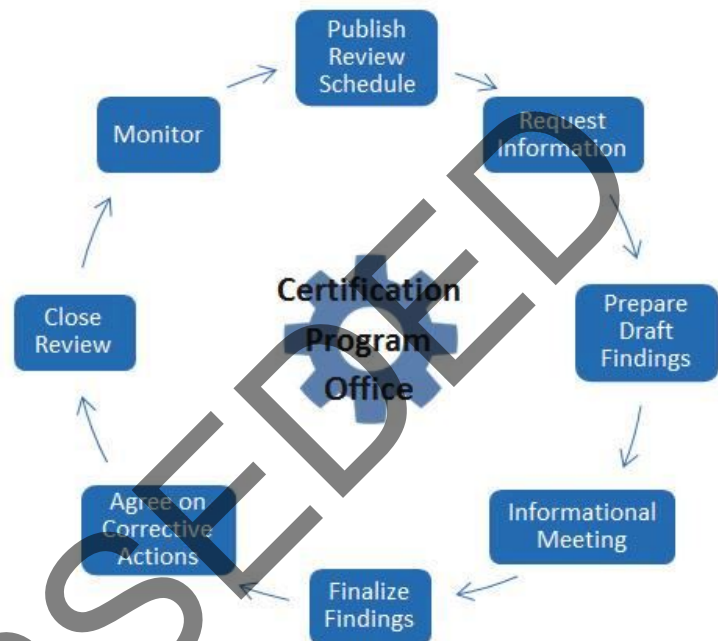 Publish
Review
Schedule
Request
Information
Prepare
Draft
Findings
Informational
Meeting
Finalize
Findings
Agree on
Corrective
Actions
Close
Review
Monitor
Certification
Program
Office